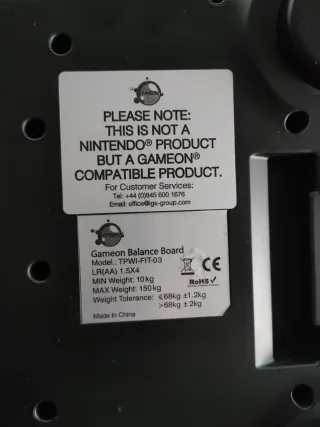 GAMEON
PLEASE NOTE:
THIS IS NOT A
NINTENDO® PRODUCT
BUT A GAMEON®
COMPATIBLE PRODUCT.
For Customer Services:
Tel: +44 (0)845 600 1676
Email: office@igs-group.com
GAMEON
Gameon Balance Board
Model: TPWI-FIT-03
LR(AA) 1.5X4
MIN Weight: 10kg
MAX Weight: 150kg
Weight Tolerance: ≤68kg ±1.2kg
>68kg ± 2kg
Made In China
CE
RoHS✓